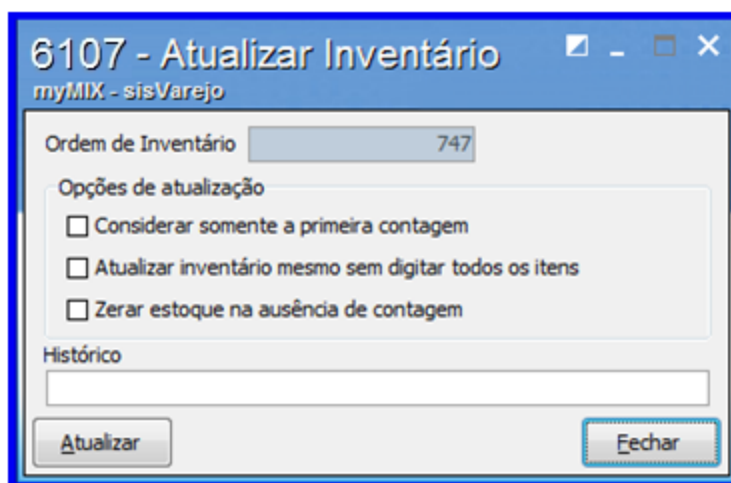 6107 - Atualizar Inventário
myMIX - sisVarejo
Ordem de Inventário 747
Opções de atualização
Considerar somente a primeira contagem
Atualizar inventário mesmo sem digitar todos os itens
Zerar estoque na ausência de contagem
Histórico
Atualizar Fechar